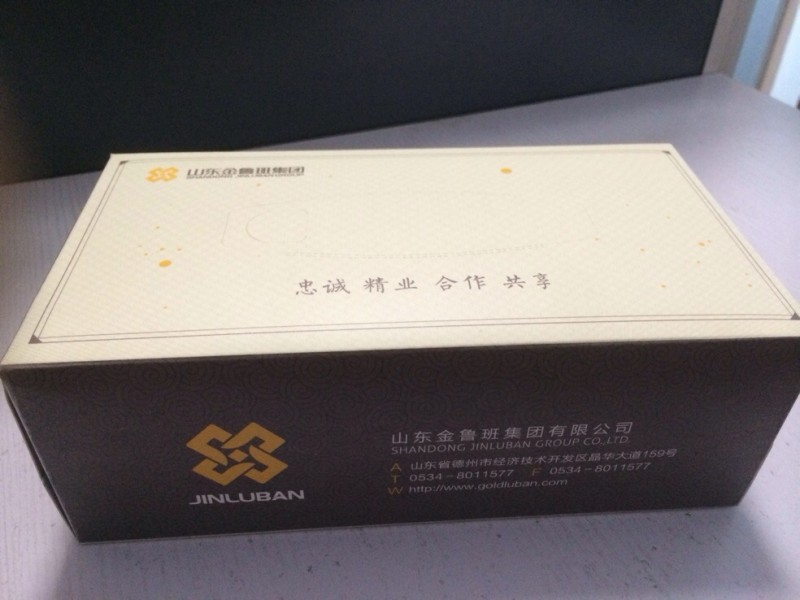 山东金鲁班集团
SHANDONG JINLUBAN GROUP
忠诚 精业 合作 共享
JINLUBAN
山东金鲁班集团有限公司
SHANDONG JINLUBAN GROUP CO.,LTD.
A 山东省德州市经济技术开发区晶华大道159号
T 0534-8011577 F 0534-8011577
W http://www.goldluban.com